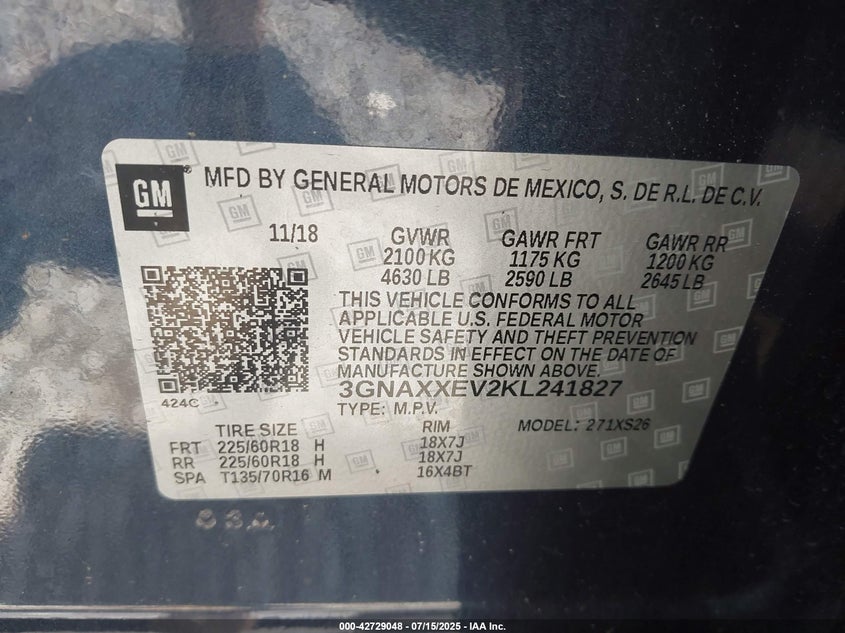 GM® MFD BY GENERAL MOTORS DE MEXICO, S. DE R.L. DE C.V.
11/18 GVWR GAWR FRT GAWR RR
2100 KG 1175 KG 1200 KG
4630 LB 2590 LB 2645 LB
THIS VEHICLE CONFORMS TO ALL
APPLICABLE U.S. FEDERAL MOTOR
VEHICLE SAFETY AND THEFT PREVENTION
STANDARDS IN EFFECT ON THE DATE OF
MANUFACTURE SHOWN ABOVE.
3GNAXXEV2KL241827
424C
TYPE: M.P.V.
TIRE SIZE RIM MODEL: 271XS26
FRT 225/60R18 H 18X7J
RR 225/60R18 H 18X7J
SPA T135/70R16 M 16X4BT
000-42729048 - 07/15/2025 - IAA Inc.